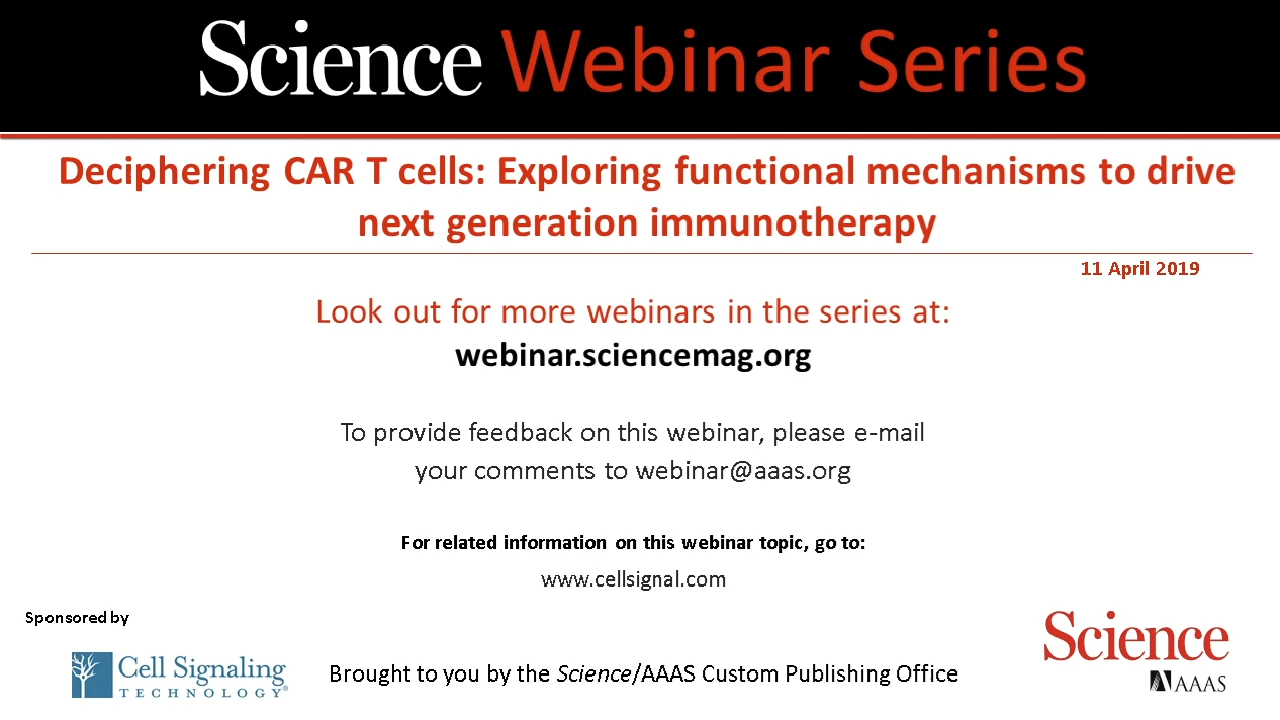 Science Webinar Series
Deciphering CAR T cells: Exploring functional mechanisms to drive
next generation immunotherapy
11 April 2019
Look out for more webinars in the series at:
webinar.sciencemag.org
To provide feedback on this webinar, please e-mail
your comments to webinar@aaas.org
For related information on this webinar topic, go to:
www.cellsignal.com
Sponsored by
Cell Signaling
TECHNOLOGY®
Brought to you by the Science/AAAS Custom Publishing Office
Science
AAAS